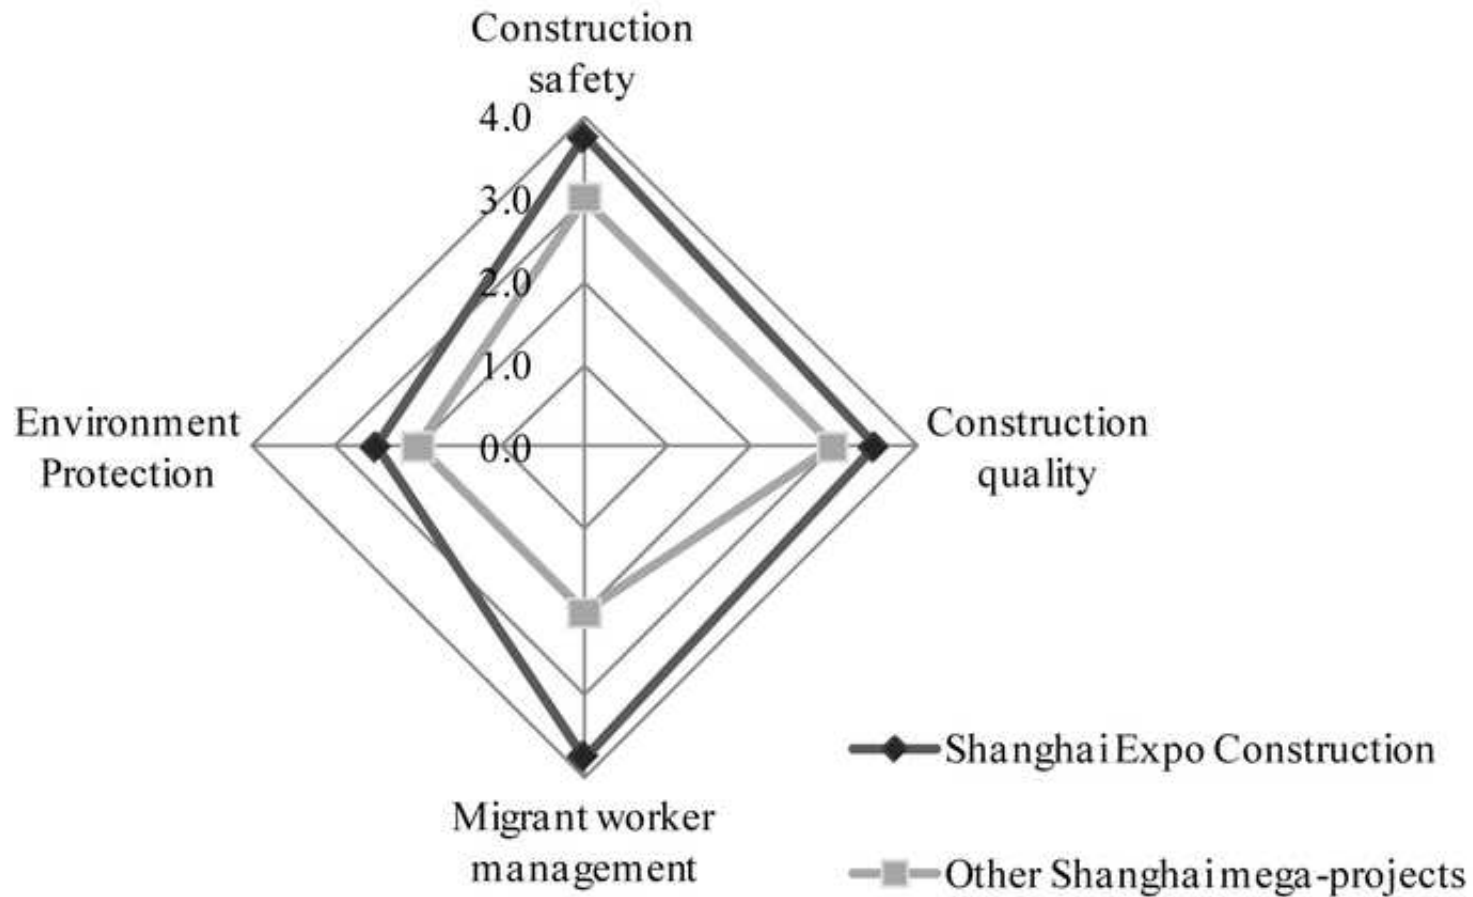 Construction
safety
4.0
3.0
2.0
1.0
0.0
Environment
Protection
Construction
quality
Migrant worker
management
Shanghai Expo Construction
Other Shanghai mega-projects